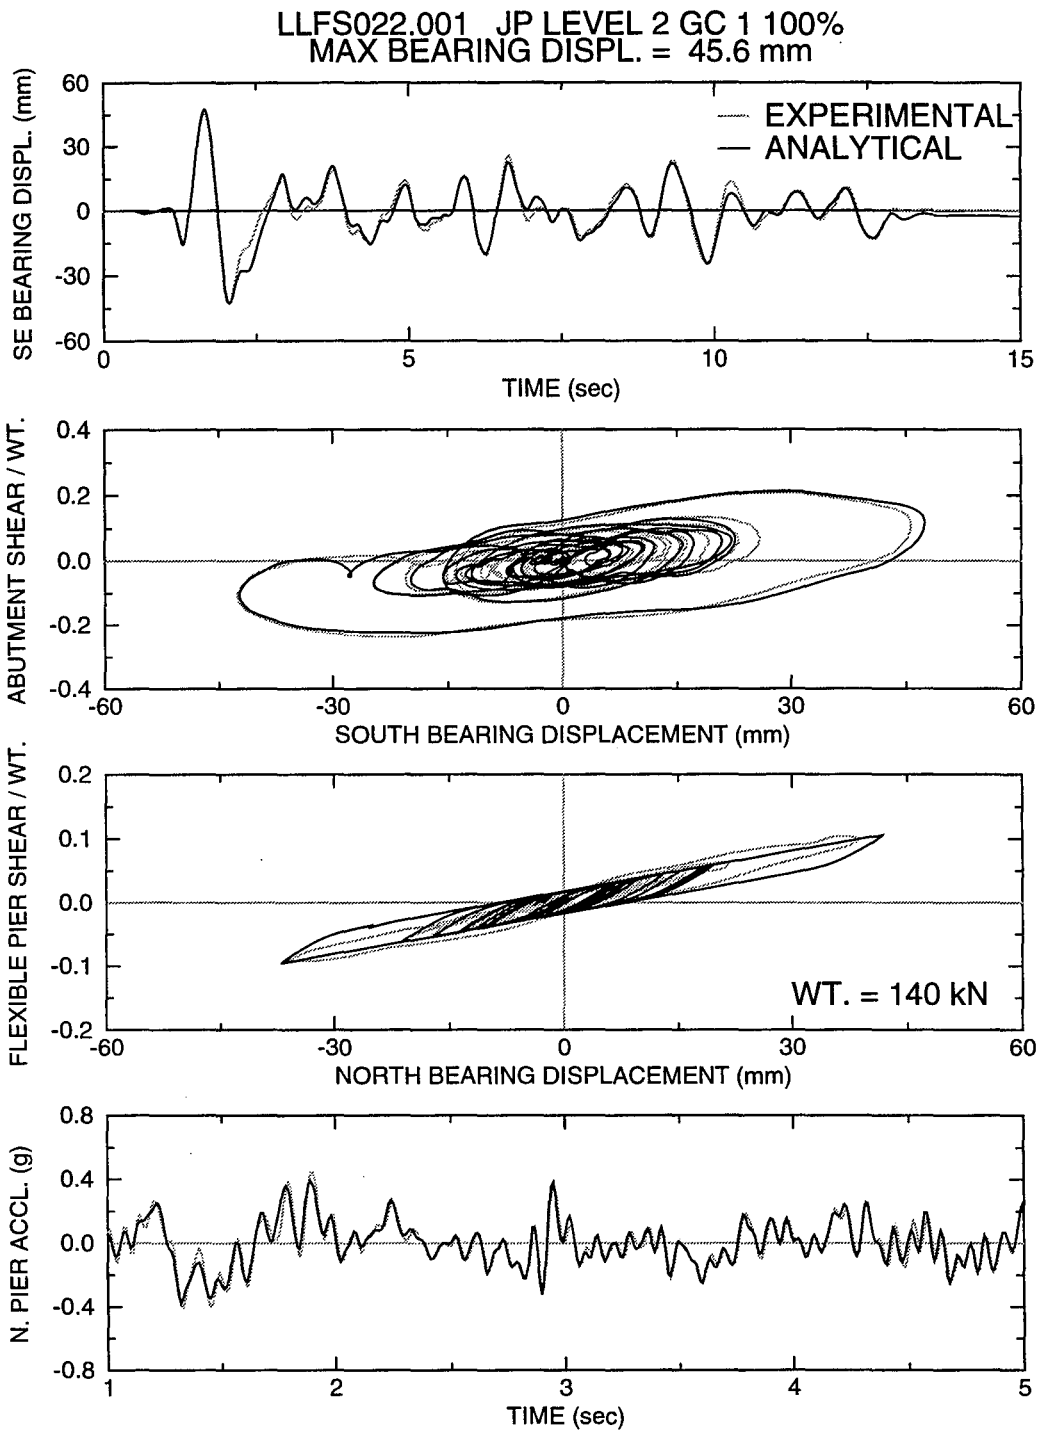 LLFS022.001 JP LEVEL 2 GC 1 100%
MAX BEARING DISPL. = 45.6 mm
SE BEARING DISPL. (mm)
60
30
0
-30
-60
EXPERIMENTAL
ANALYTICAL
0 5 10 15
TIME (sec)
ABUTMENT SHEAR / WT.
0.4
0.2
0.0
-0.2
-0.4
-60 -30 0 30 60
SOUTH BEARING DISPLACEMENT (mm)
FLEXIBLE PIER SHEAR / WT.
0.2
0.1
0.0
-0.1
-0.2
WT. = 140 kN
-60 -30 0 30 60
NORTH BEARING DISPLACEMENT (mm)
N. PIER ACCL. (g)
0.8
0.4
0.0
-0.4
-0.8
1 2 3 4 5
TIME (sec)